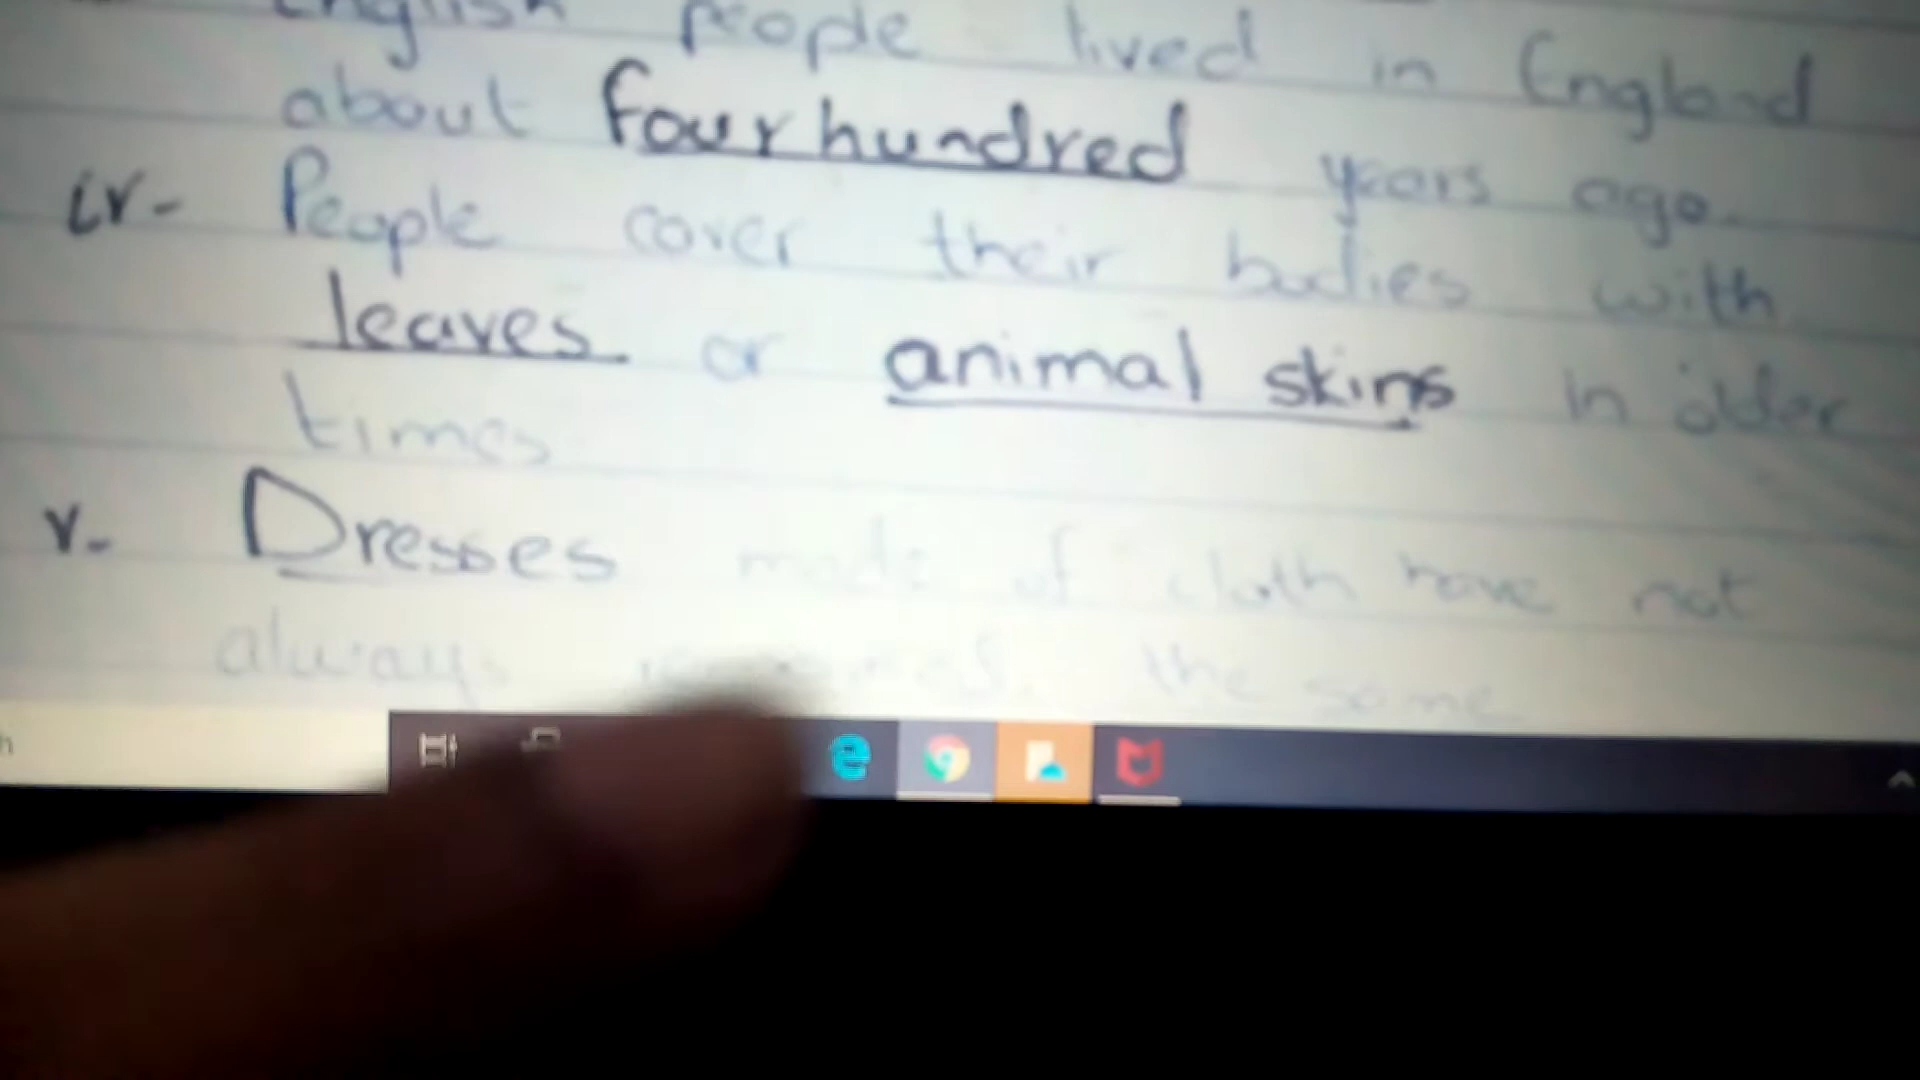 English people lived in England
about four hundred years ago.
iv- People cover their bodies with
leaves or animal skins in older
times
v. Dresses made of cloth have not
always the same